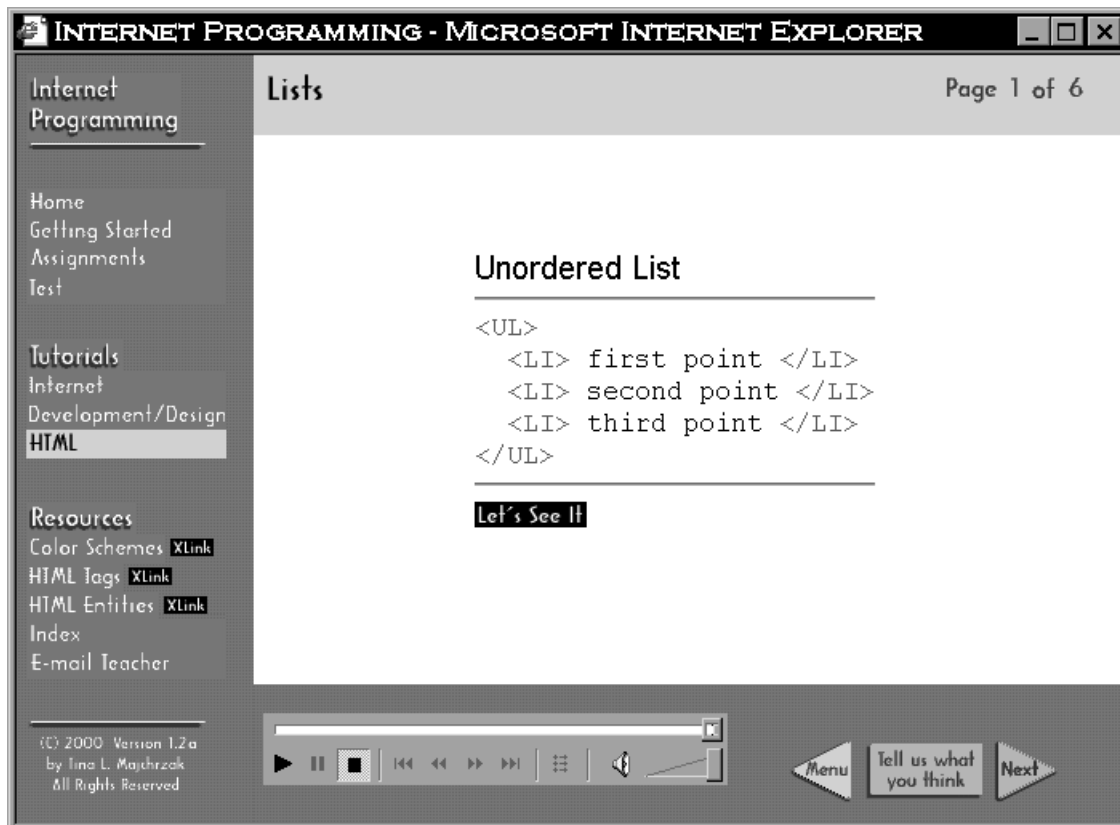 INTERNET PROGRAMMING - MICROSOFT INTERNET EXPLORER
Internet
Programming
Home
Getting Started
Assignments
Test
Tutorials
Internet
Development/Design
HTML
Resources
Color Schemes XLink
HTML Tags XLink
HTML Entities XLink
Index
E-mail Teacher
(C) 2000 Version 1.2a
by Tina L. Majchrzak
All Rights Reserved
Lists
Page 1 of 6
Unordered List
<UL>
<LI> first point </LI>
<LI> second point </LI>
<LI> third point </LI>
</UL>
Let's See It
Menu
Tell us what
you think
Next